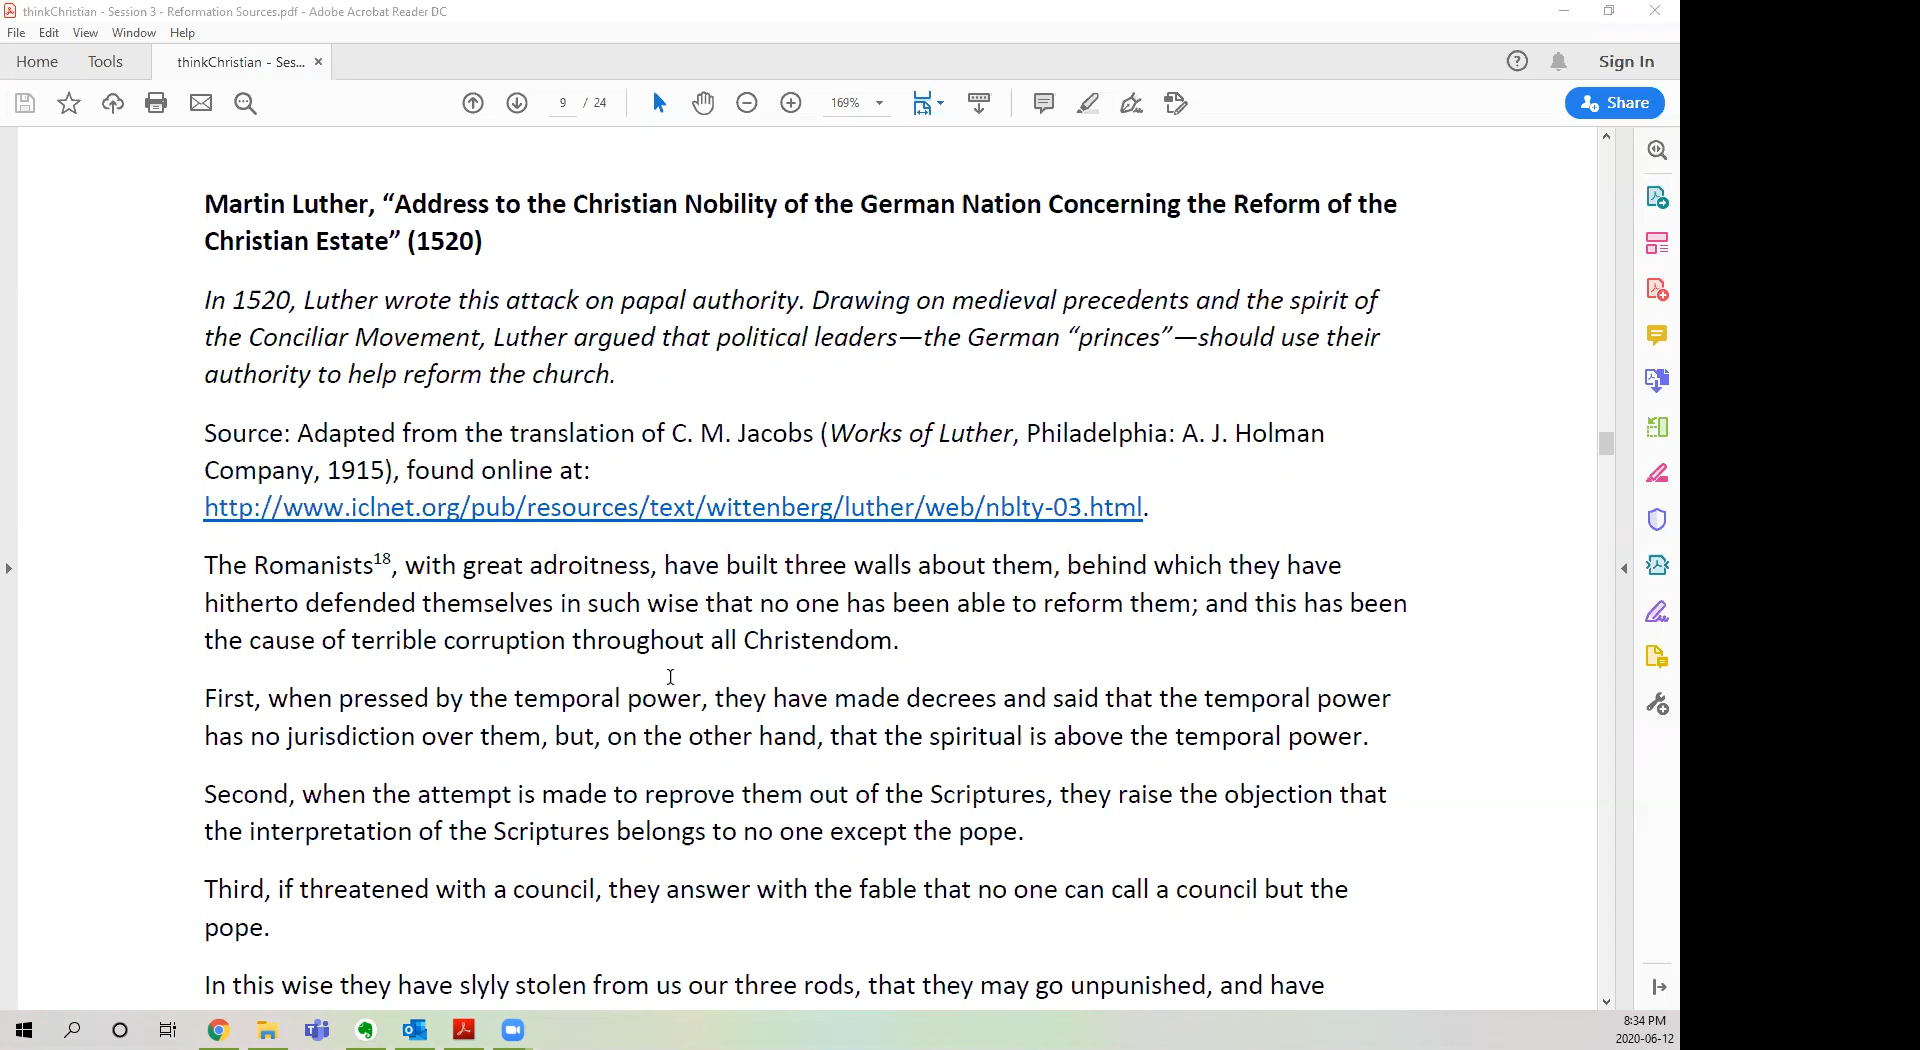 thinkChristian - Session 3 - Reformation Sources.pdf - Adobe Acrobat Reader DC
File Edit View Window Help
Home Tools thinkChristian - Ses... × Sign In
9 / 24 169% Share
Martin Luther, “Address to the Christian Nobility of the German Nation Concerning the Reform of the
Christian Estate” (1520)
In 1520, Luther wrote this attack on papal authority. Drawing on medieval precedents and the spirit of
the Conciliar Movement, Luther argued that political leaders—the German “princes”—should use their
authority to help reform the church.
Source: Adapted from the translation of C. M. Jacobs (Works of Luther, Philadelphia: A. J. Holman
Company, 1915), found online at:
http://www.iclnet.org/pub/resources/text/wittenberg/luther/web/nblty-03.html.
The Romanists18, with great adroitness, have built three walls about them, behind which they have
hitherto defended themselves in such wise that no one has been able to reform them; and this has been
the cause of terrible corruption throughout all Christendom.
First, when pressed by the temporal power, they have made decrees and said that the temporal power
has no jurisdiction over them, but, on the other hand, that the spiritual is above the temporal power.
Second, when the attempt is made to reprove them out of the Scriptures, they raise the objection that
the interpretation of the Scriptures belongs to no one except the pope.
Third, if threatened with a council, they answer with the fable that no one can call a council but the
pope.
In this wise they have slyly stolen from us our three rods, that they may go unpunished, and have
8:34 PM
2020-06-12